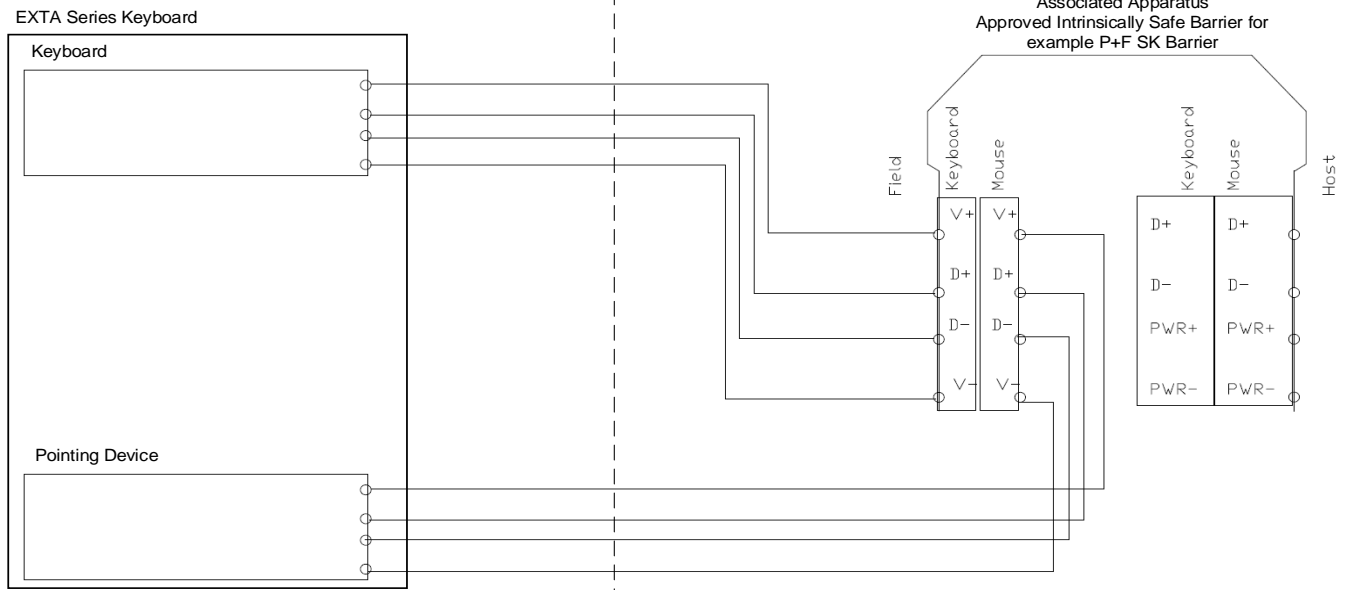 EXTA Series Keyboard
Associated Apparatus
Approved Intrinsically Safe Barrier for
example P+F SK Barrier
Keyboard
Field
Keyboard
Mouse
Keyboard
Mouse
Host
V+ V+
D+ D+
D+ D+
D- D-
D- D-
PWR+ PWR+
V- V-
PWR- PWR-
Pointing Device